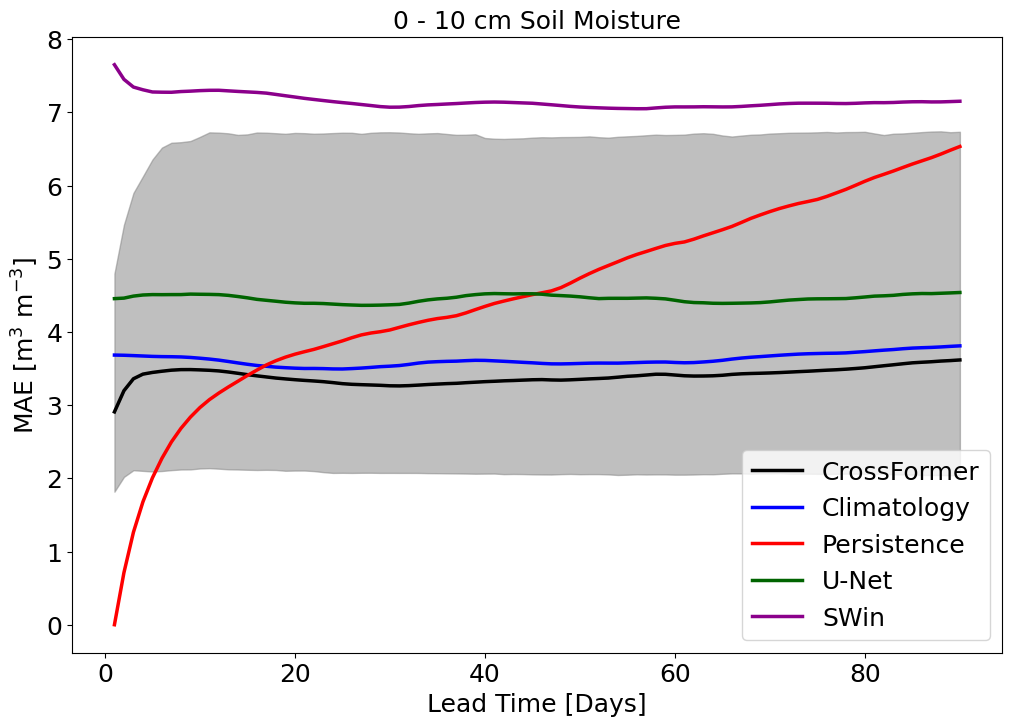 0 - 10 cm Soil Moisture
MAE [m³ m⁻³]
8
7
6
5
4
3
2
1
0
0 20 40 60 80
Lead Time [Days]
CrossFormer
Climatology
Persistence
U-Net
SWin